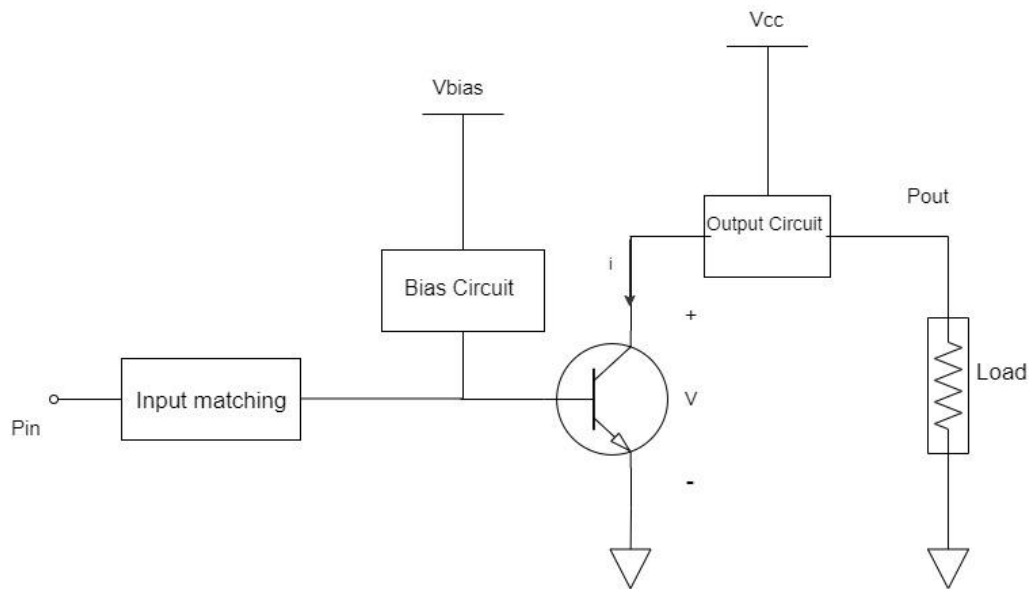 Vcc
Vbias
Pout
Output Circuit
i
Bias Circuit
+
Load
Input matching
V
Pin
-